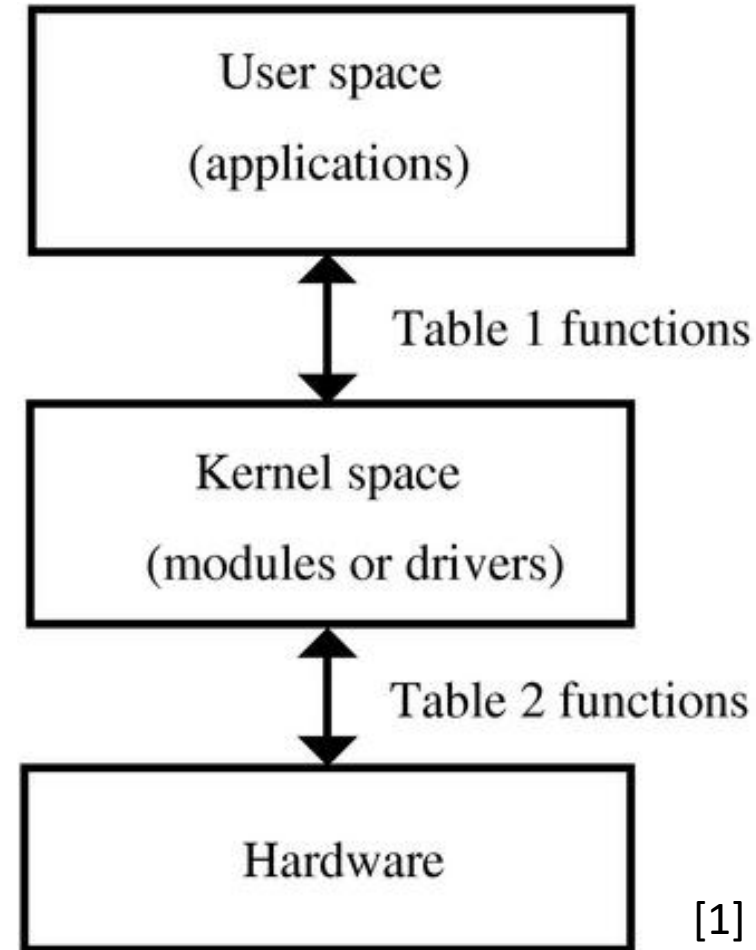 User space
(applications)
Table 1 functions
Kernel space
(modules or drivers)
Table 2 functions
Hardware
[1]